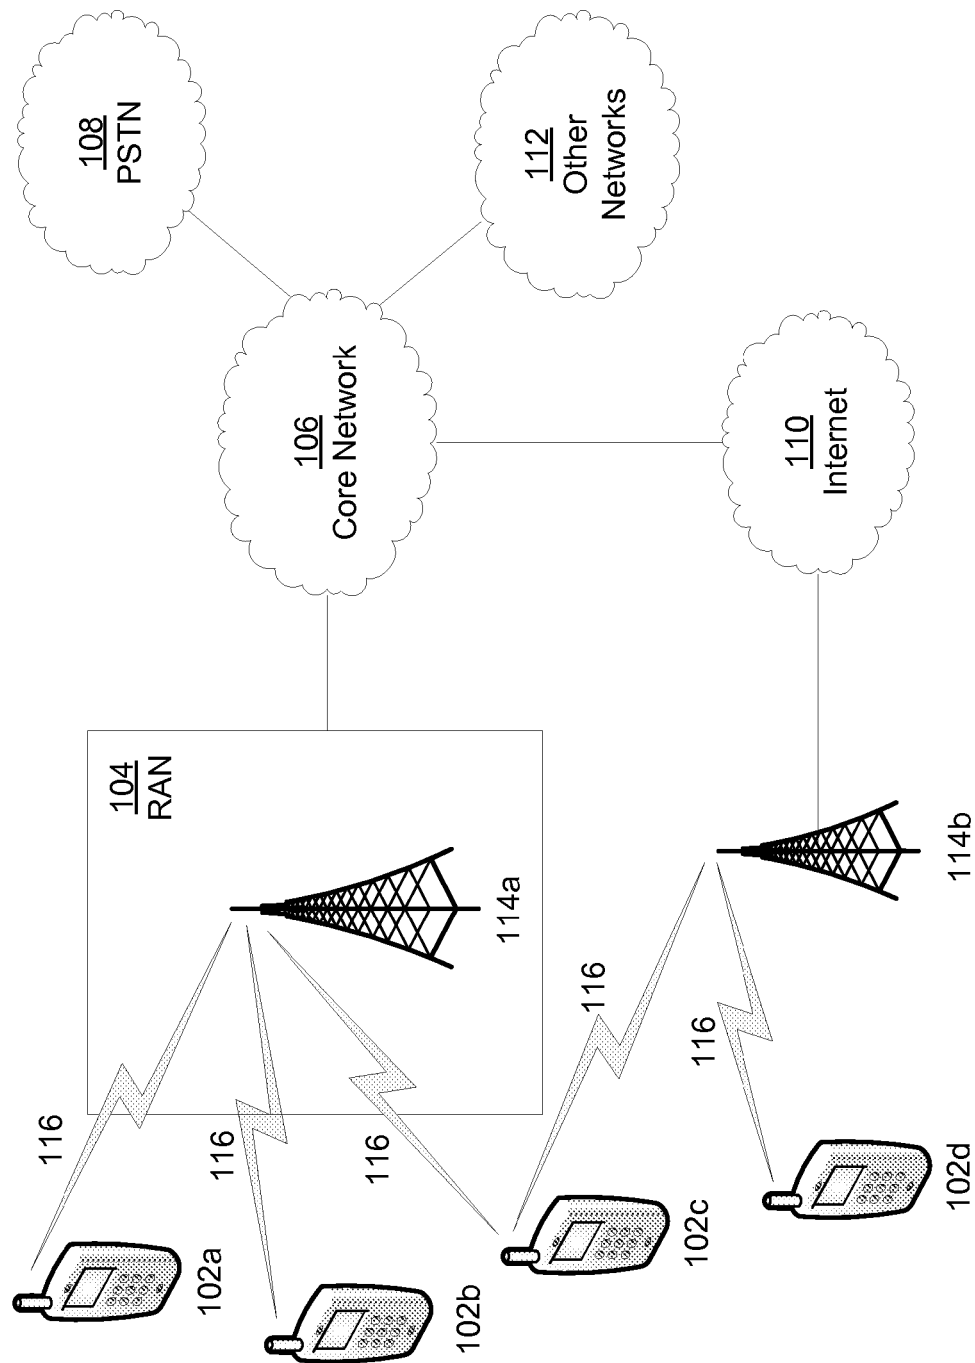 108
PSTN
112
Other
Networks
106
Core Network
110
Internet
104
RAN
114a
114b
116
116
116
116
116
102a
102b
102c
102d